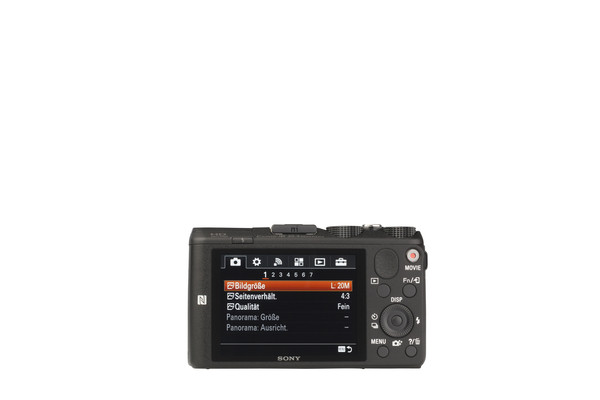 MOVIE
1 2 3 4 5 6 7
Bildgröße L: 20M
Fn/
Seitenverhält. 4:3
DISP
Qualität Fein
Panorama: Größe –
Panorama: Ausricht. –
MENU ?/
SONY